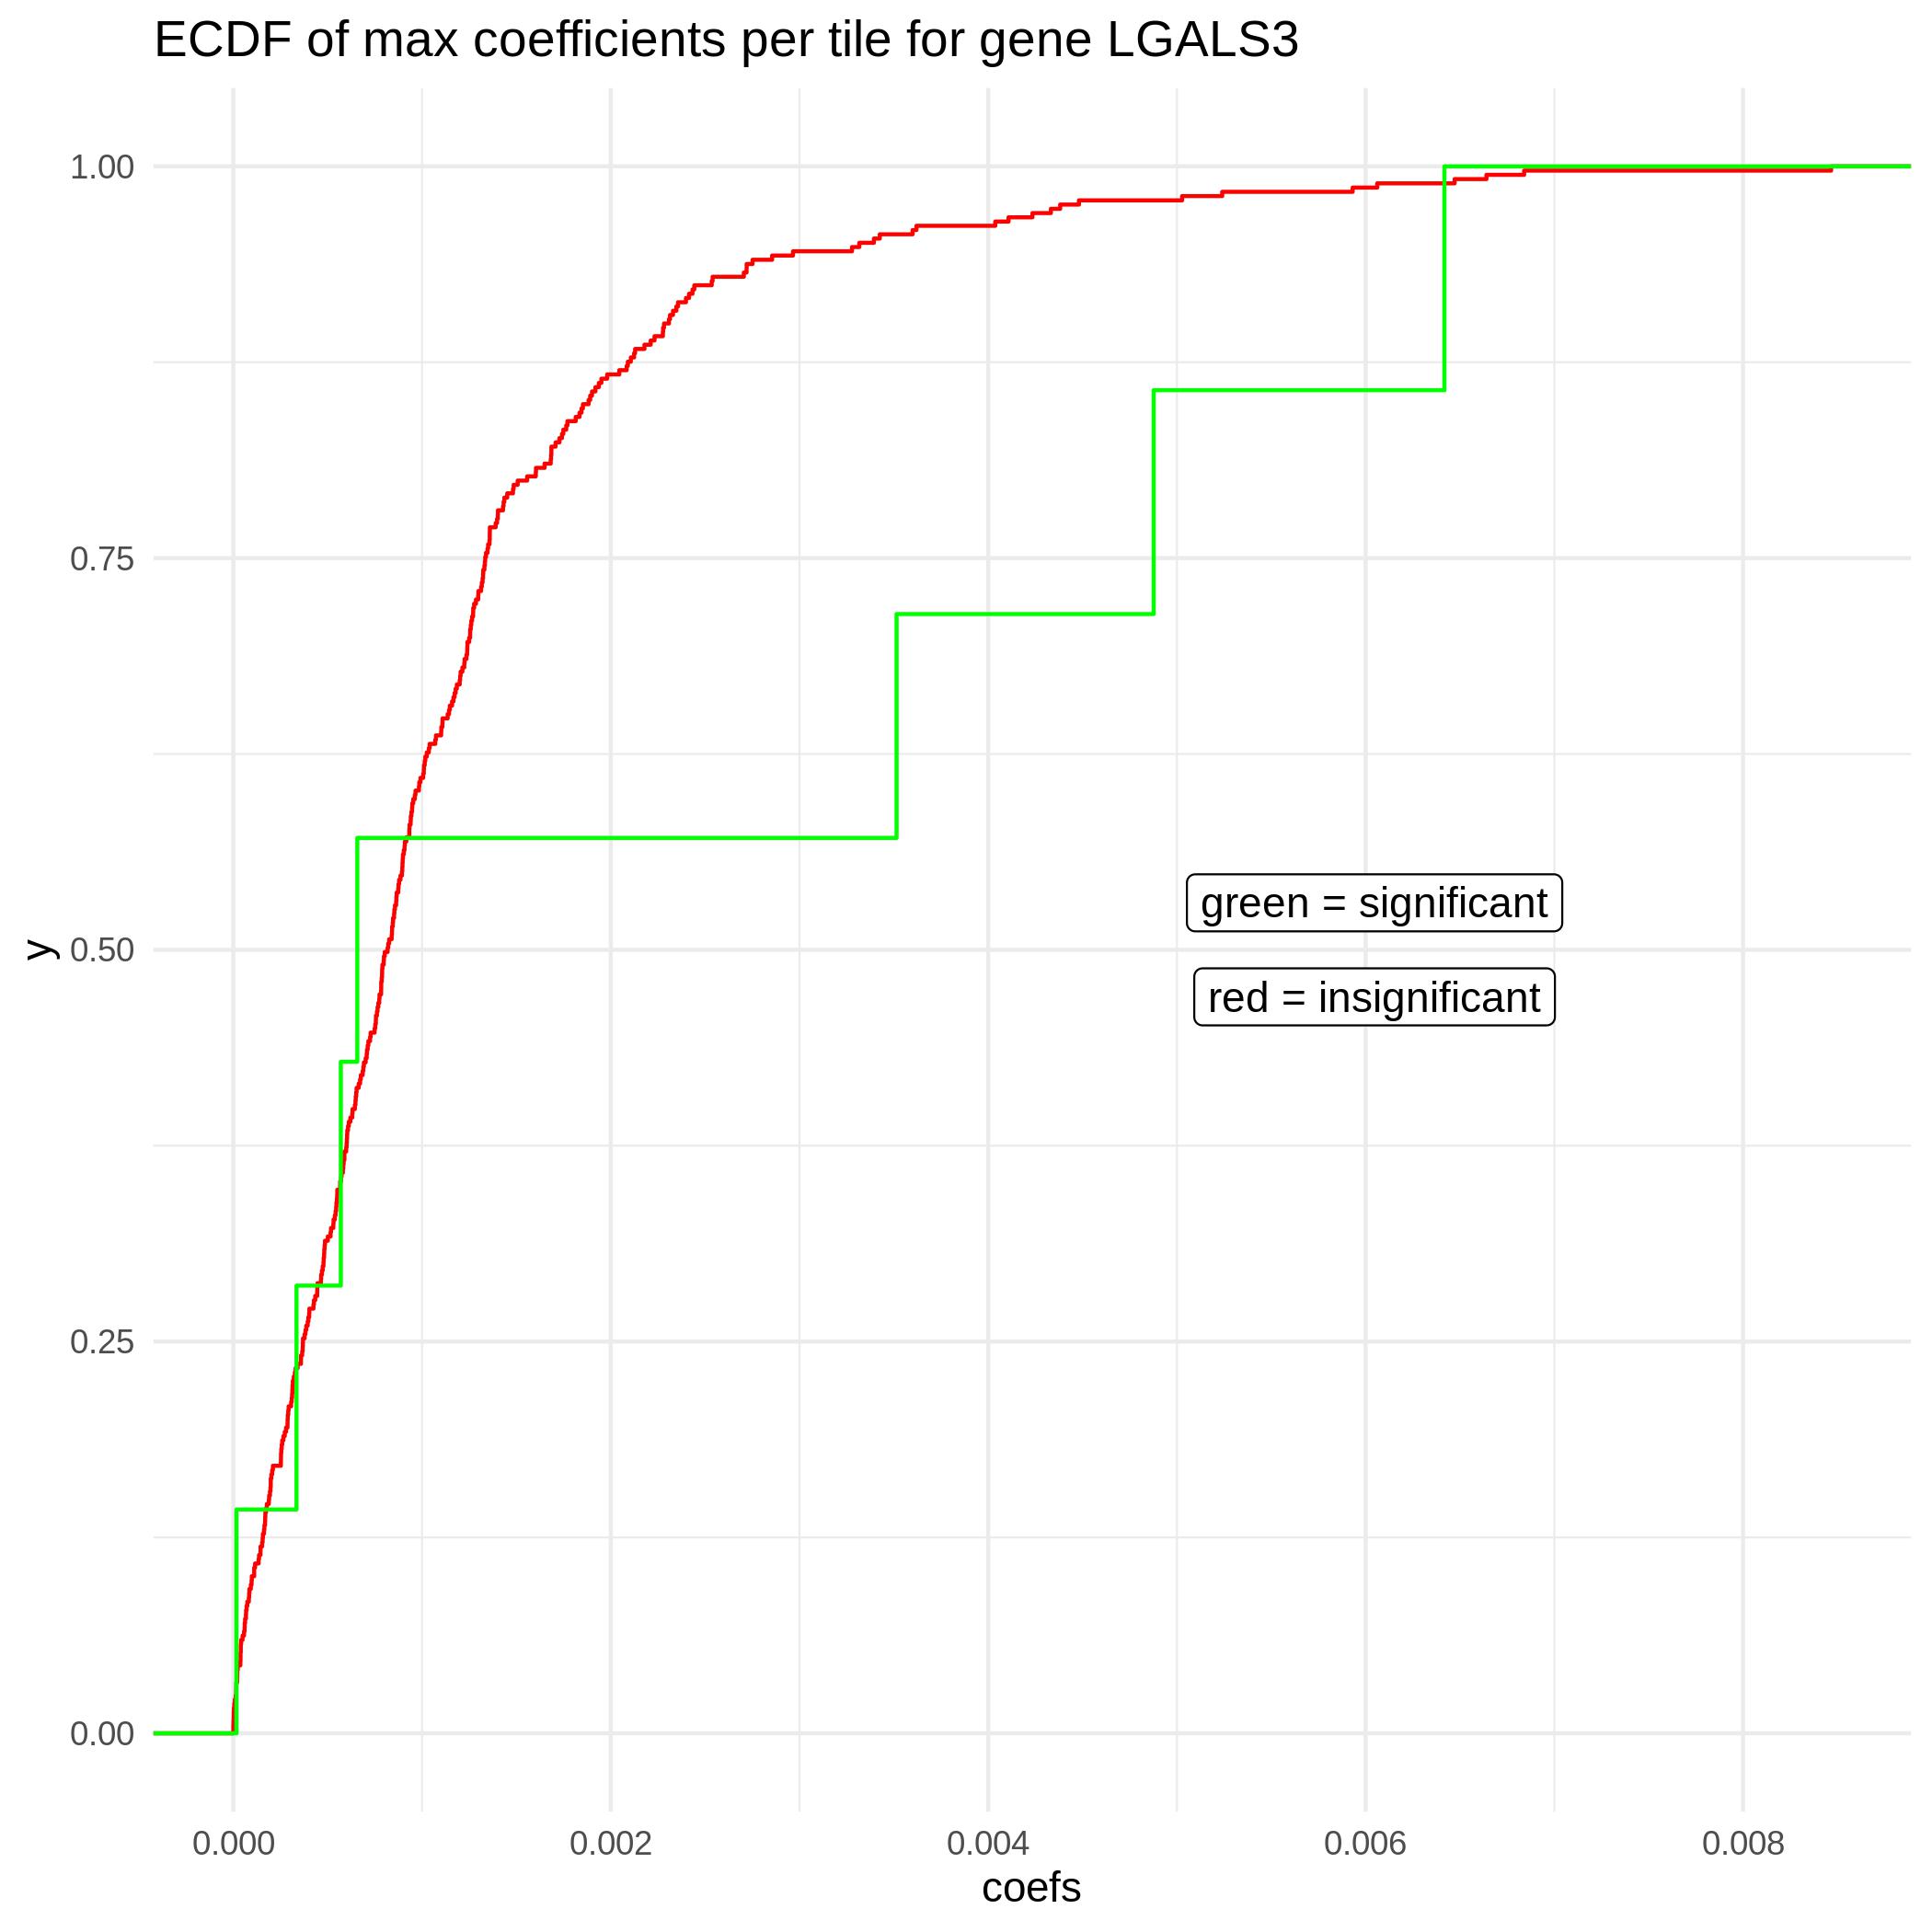 ECDF of max coefficients per tile for gene LGALS3
1.00
0.75
0.50
0.25
0.00
y
green = significant
red = insignificant
0.000
0.002
0.004
0.006
0.008
coefs